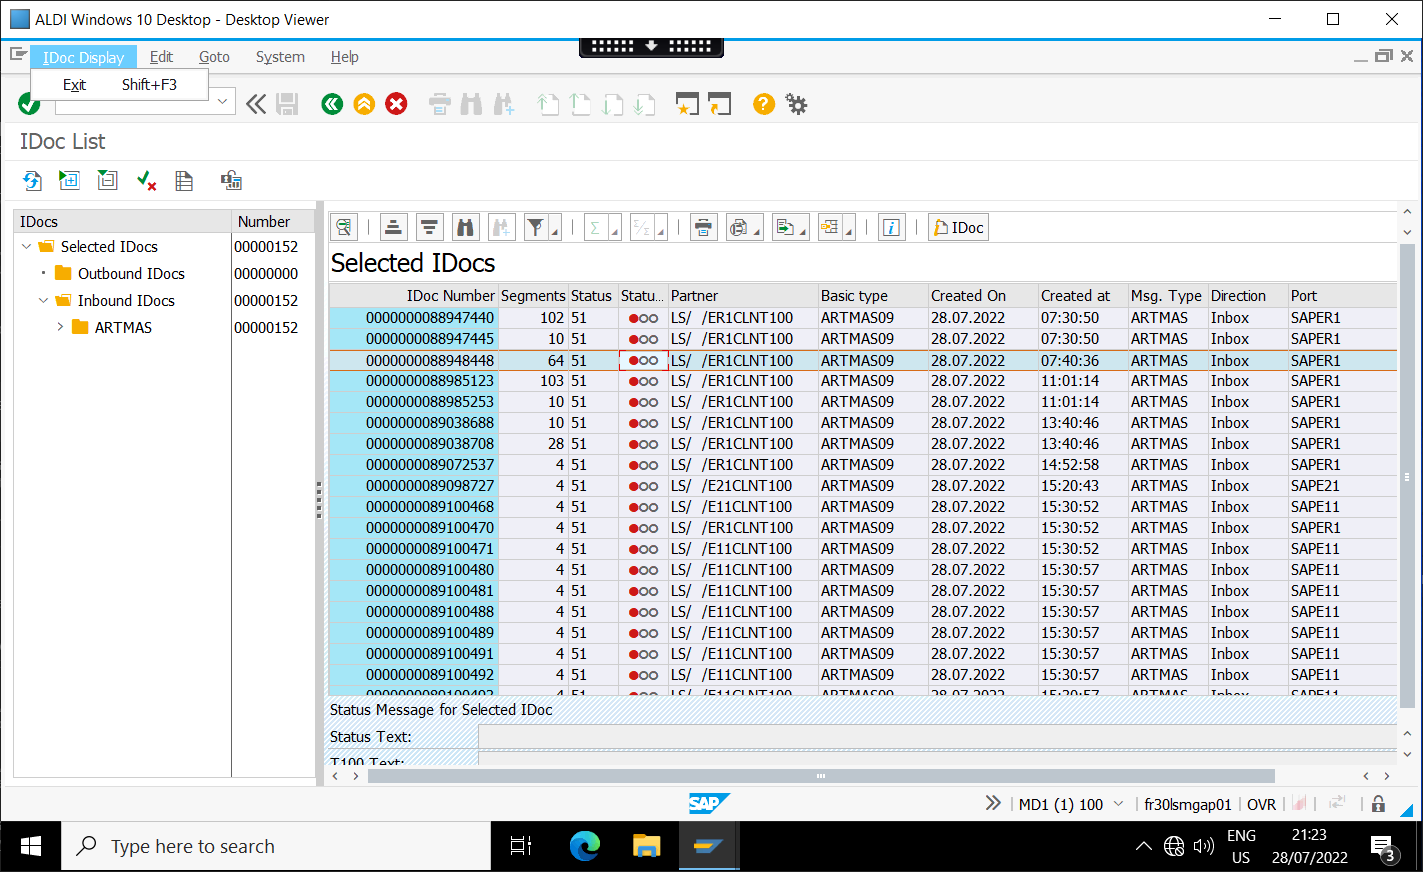 ALDI Windows 10 Desktop - Desktop Viewer
IDoc Display Edit Goto System Help
Exit Shift+F3
IDoc List
IDocs Number
Selected IDocs 00000152
Outbound IDocs 00000000
Inbound IDocs 00000152
ARTMAS 00000152
IDoc
Selected IDocs
IDoc Number Segments Status Statu... Partner Basic type Created On Created at Msg. Type Direction Port
0000000088947440 102 51 LS/ /ER1CLNT100 ARTMAS09 28.07.2022 07:30:50 ARTMAS Inbox SAPER1
0000000088947445 10 51 LS/ /ER1CLNT100 ARTMAS09 28.07.2022 07:30:50 ARTMAS Inbox SAPER1
0000000088948448 64 51 LS/ /ER1CLNT100 ARTMAS09 28.07.2022 07:40:36 ARTMAS Inbox SAPER1
0000000088985123 103 51 LS/ /ER1CLNT100 ARTMAS09 28.07.2022 11:01:14 ARTMAS Inbox SAPER1
0000000088985253 10 51 LS/ /ER1CLNT100 ARTMAS09 28.07.2022 11:01:14 ARTMAS Inbox SAPER1
0000000089038688 10 51 LS/ /ER1CLNT100 ARTMAS09 28.07.2022 13:40:46 ARTMAS Inbox SAPER1
0000000089038708 28 51 LS/ /ER1CLNT100 ARTMAS09 28.07.2022 13:40:46 ARTMAS Inbox SAPER1
0000000089072537 4 51 LS/ /ER1CLNT100 ARTMAS09 28.07.2022 14:52:58 ARTMAS Inbox SAPER1
0000000089098727 4 51 LS/ /E21CLNT100 ARTMAS09 28.07.2022 15:20:43 ARTMAS Inbox SAPE21
0000000089100468 4 51 LS/ /E11CLNT100 ARTMAS09 28.07.2022 15:30:52 ARTMAS Inbox SAPE11
0000000089100470 4 51 LS/ /ER1CLNT100 ARTMAS09 28.07.2022 15:30:52 ARTMAS Inbox SAPER1
0000000089100471 4 51 LS/ /E11CLNT100 ARTMAS09 28.07.2022 15:30:52 ARTMAS Inbox SAPE11
0000000089100480 4 51 LS/ /E11CLNT100 ARTMAS09 28.07.2022 15:30:57 ARTMAS Inbox SAPE11
0000000089100481 4 51 LS/ /E11CLNT100 ARTMAS09 28.07.2022 15:30:57 ARTMAS Inbox SAPE11
0000000089100488 4 51 LS/ /E11CLNT100 ARTMAS09 28.07.2022 15:30:57 ARTMAS Inbox SAPE11
0000000089100489 4 51 LS/ /E11CLNT100 ARTMAS09 28.07.2022 15:30:57 ARTMAS Inbox SAPE11
0000000089100491 4 51 LS/ /E11CLNT100 ARTMAS09 28.07.2022 15:30:57 ARTMAS Inbox SAPE11
0000000089100492 4 51 LS/ /E11CLNT100 ARTMAS09 28.07.2022 15:30:57 ARTMAS Inbox SAPE11
Status Message for Selected IDoc
Status Text:
T100 Text:
SAP MD1 (1) 100 fr30lsmgap01 OVR
Type here to search
ENG 21:23
US 28/07/2022 3